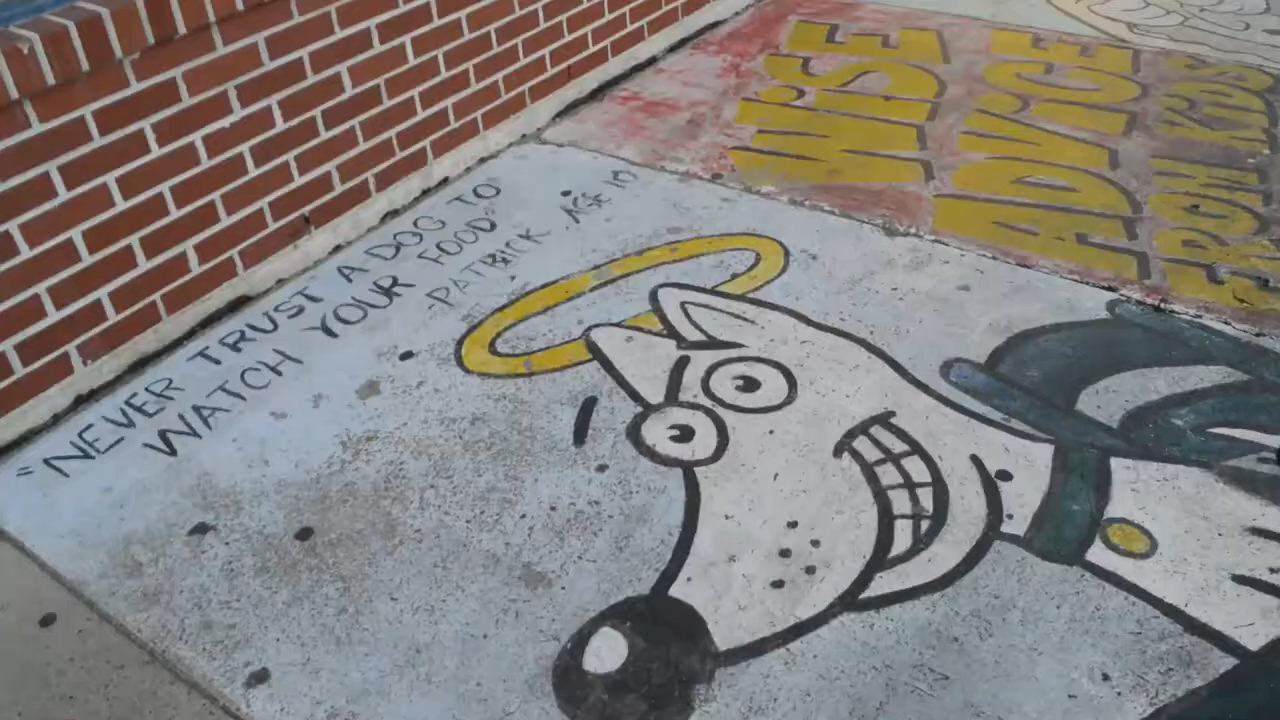 WiSE
ADViCE
FROM KiDS
"NEVER TRUST A DOG TO
WATCH YOUR FOOD."
-PATRICK, AGE 10